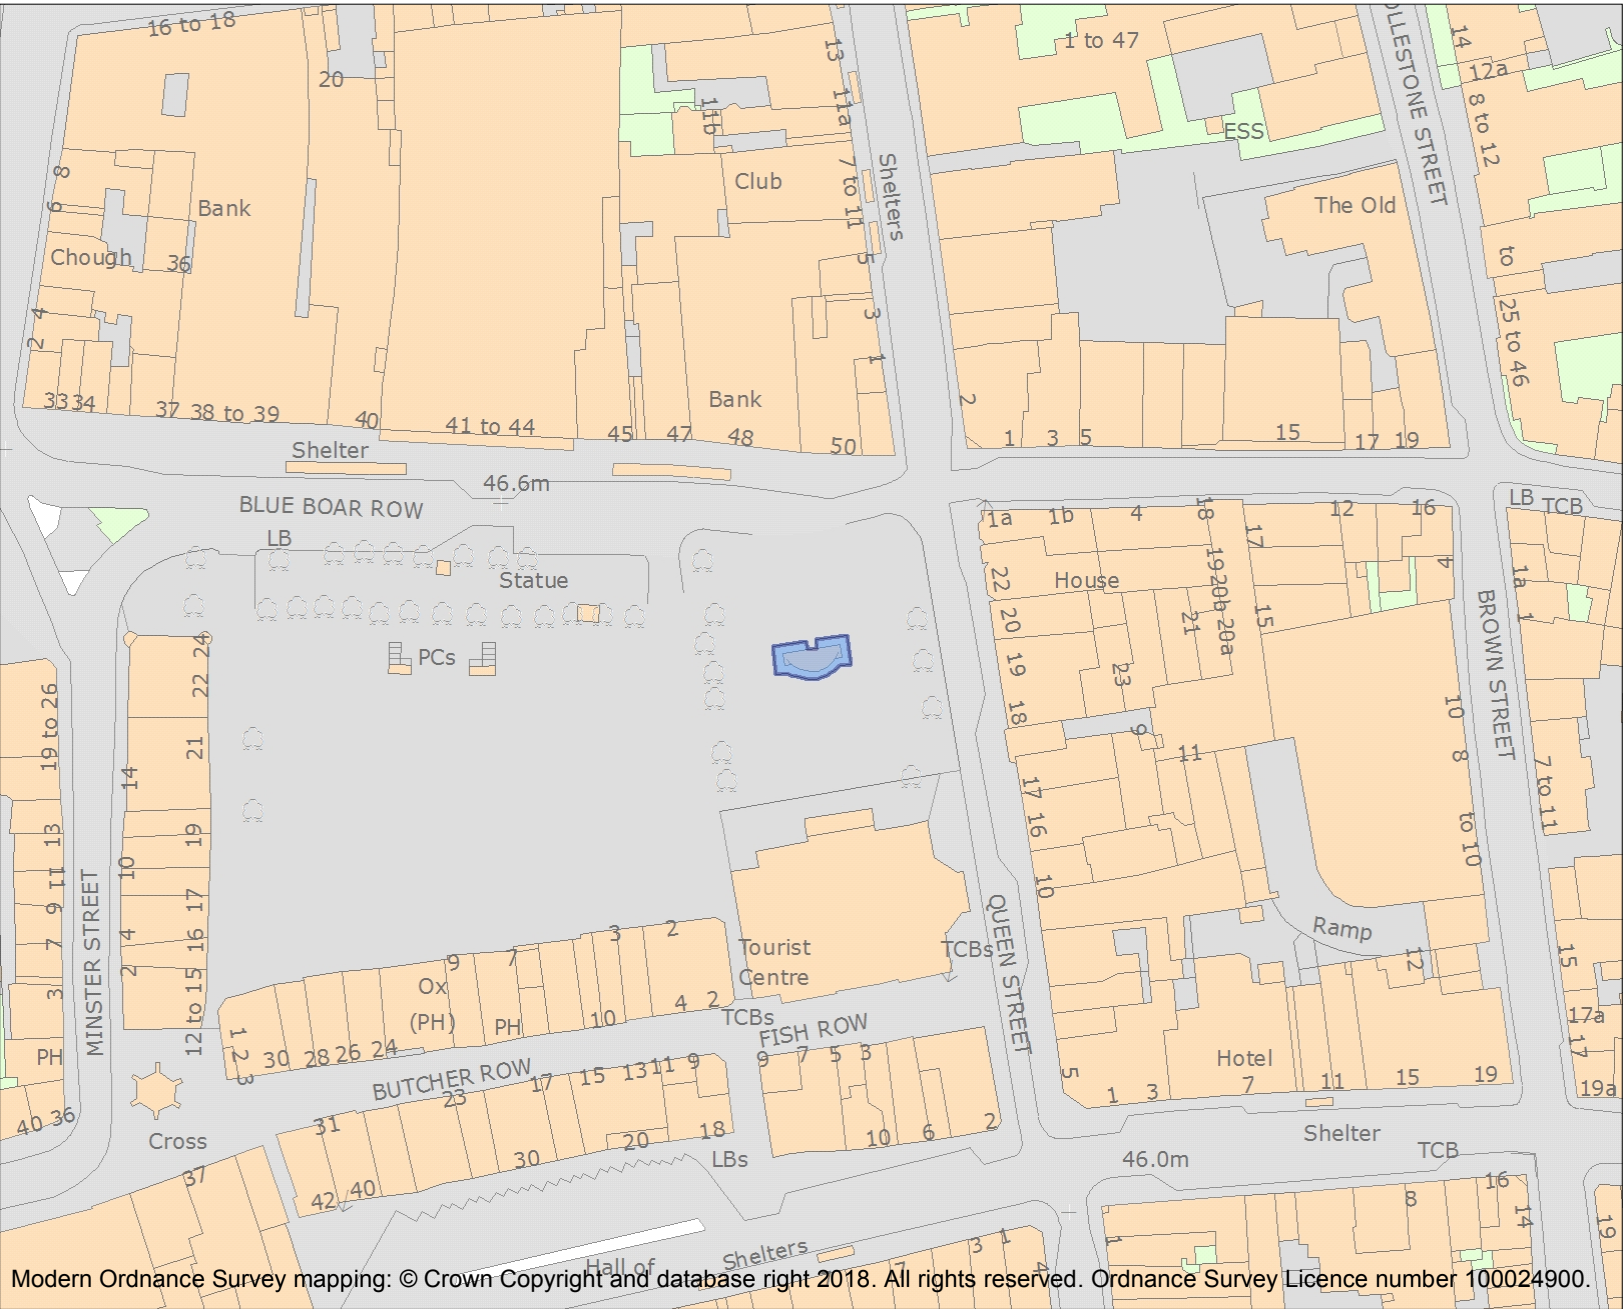 16 to 18
20
13
1 to 47
OLLESTONE STREET
14
12a
11a
11b
8 to 12
ESS
8
Bank
Club
7 to 11
Shelters
The Old
6
Chough
36
5
to
4
3
25 to 46
2
1
33 34
37
38 to 39
40
41 to 44
45
47
Bank
48
50
2
1
3
5
15
17
19
Shelter
46.6m
BLUE BOAR ROW
LB
LB
TCB
1a
1b
4
18
12
16
17
4
Statue
22
House
19
20b
20a
1a
1
BROWN STREET
20
21
15
24
PCs
19
23
22
18
10
19 to 26
21
9
11
8
14
17
16
7 to 11
13
19
to 10
10
11
10
9
17
MINSTER STREET
QUEEN STREET
4
16
7
2
3
2
Ramp
Tourist
Centre
TCBs
12
15
9
7
Ox
(PH)
PH
3
12 to 15
10
4
2
TCBs
FISH ROW
17a
17
PH
1
2
3
30
28
26
24
BUTCHER ROW
23
17
15
13
11
9
9
7
5
3
Hotel
5
1
3
7
11
15
19
19a
40
36
Cross
31
30
20
18
10
6
2
LBs
Shelter
TCB
46.0m
37
42
40
16
8
14
19
1
Shelters
Hall of
3
1
7
4
Modern Ordnance Survey mapping: © Crown Copyright and database right 2018. All rights reserved. Ordnance Survey Licence number 100024900.